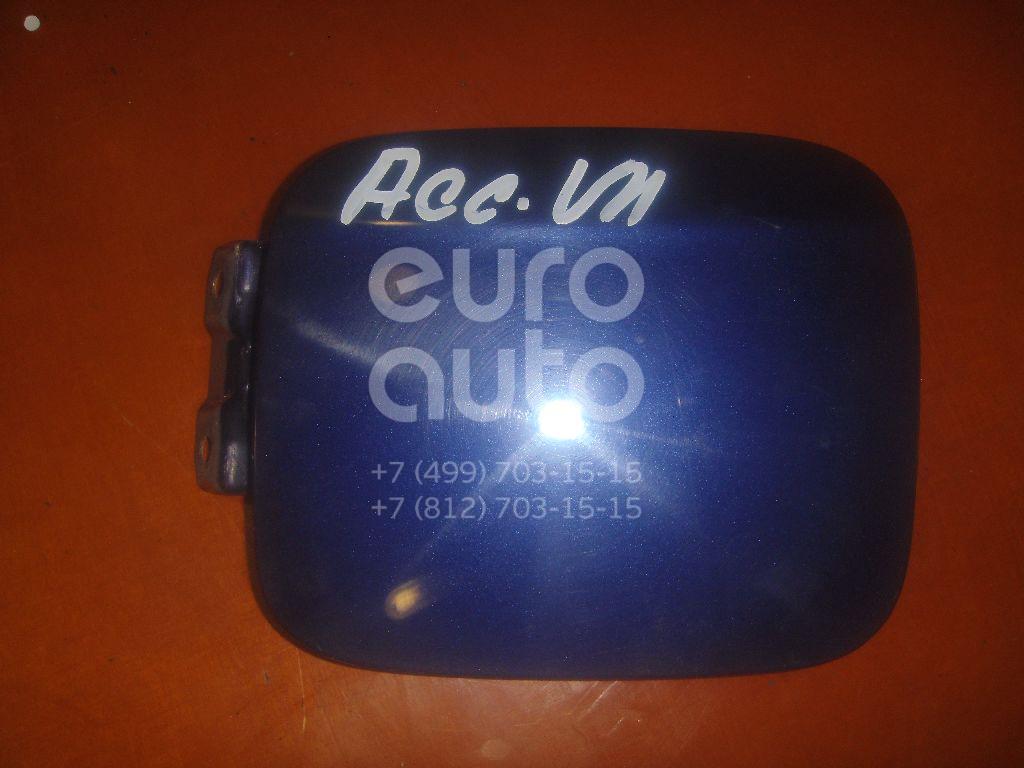 Acc. VII
euro
auto
+7 (499) 703-15-15
+7 (812) 703-15-15